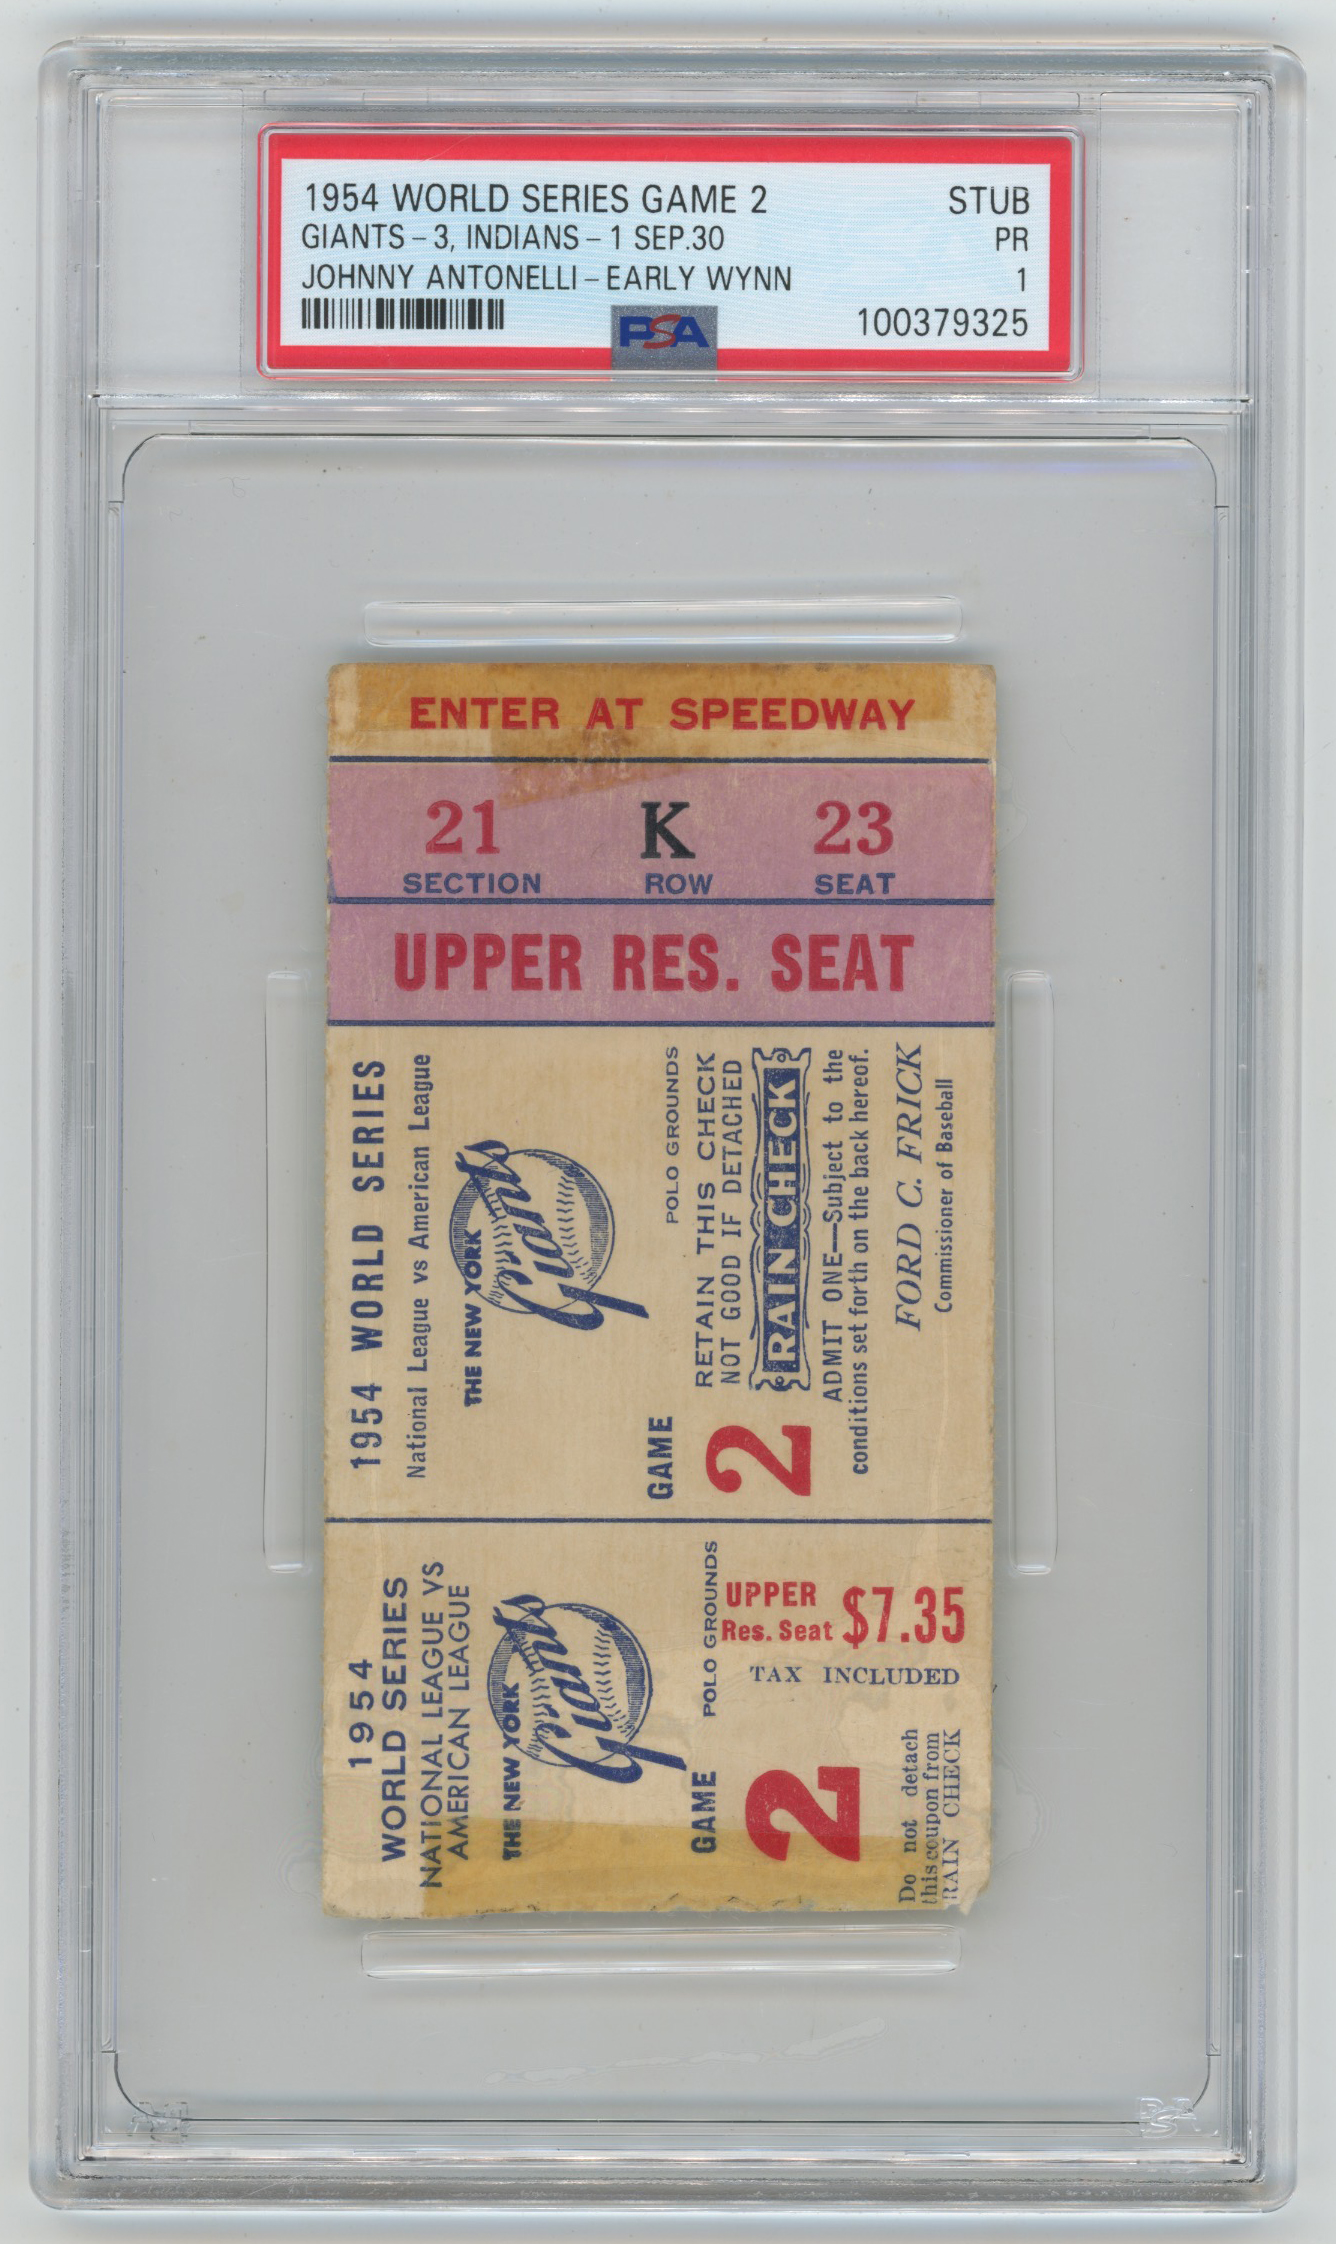 1954 WORLD SERIES GAME 2 STUB
GIANTS-3, INDIANS-1 SEP.30 PR
JOHNNY ANTONELLI-EARLY WYNN 1
PSA 100379325
ENTER AT SPEEDWAY
21 K 23
SECTION ROW SEAT
UPPER RES. SEAT
1954 WORLD SERIES
National League vs American League
THE NEW YORK
Giants
POLO GROUNDS
GAME
2
RETAIN THIS CHECK
NOT GOOD IF DETACHED
RAIN CHECK
ADMIT ONE—Subject to the
conditions set forth on the back hereof.
FORD C. FRICK
Commissioner of Baseball
1954
WORLD SERIES
NATIONAL LEAGUE VS
AMERICAN LEAGUE
THE NEW YORK
Giants
POLO GROUNDS
GAME
2
UPPER
Res. Seat $7.35
TAX INCLUDED
Do not detach
this coupon from
RAIN CHECK
PSA